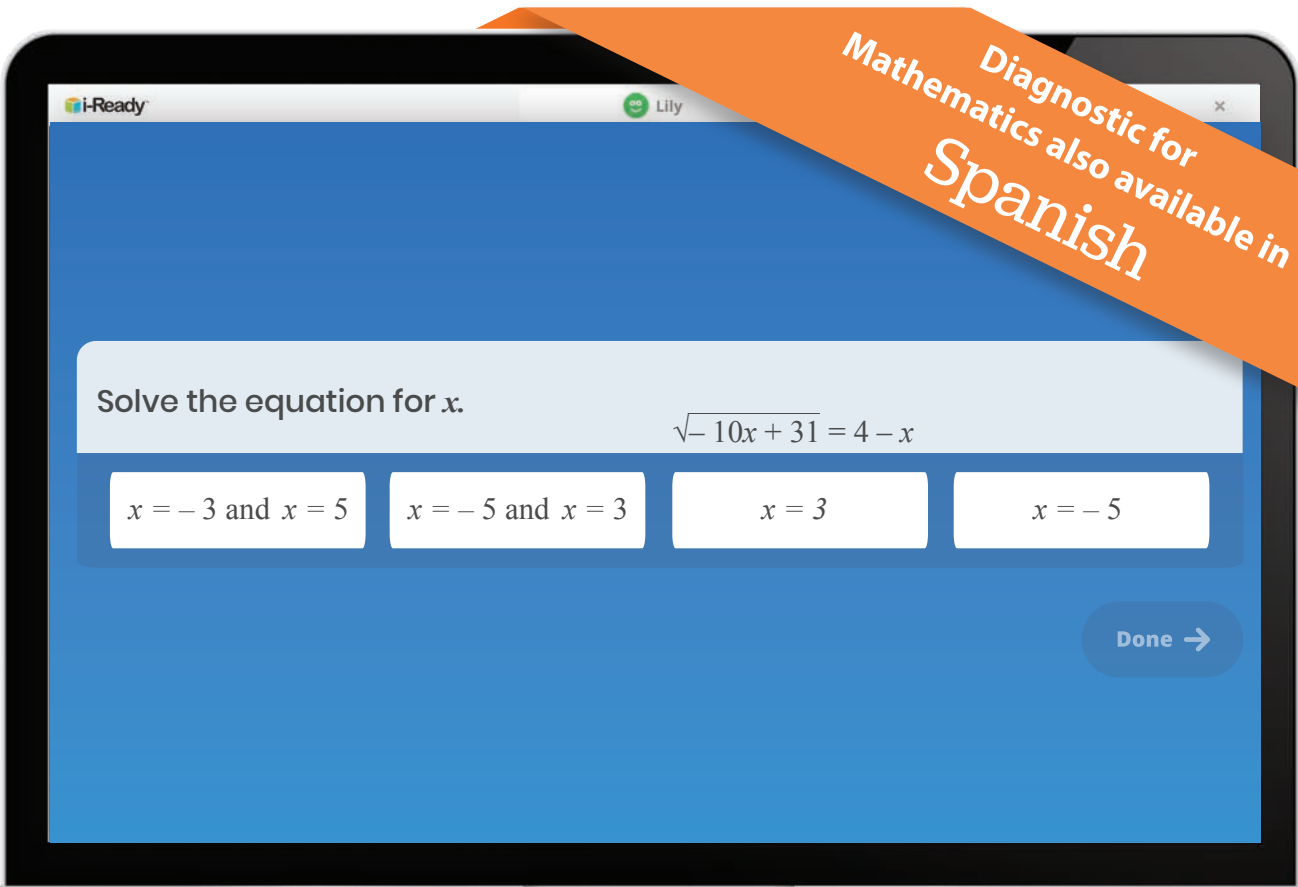 Diagnostic for
Mathematics also available in
Spanish
i-Ready
Lily
×
Solve the equation for x.
√– 10x + 31 = 4 – x
x = – 3 and x = 5
x = – 5 and x = 3
x = 3
x = – 5
Done →